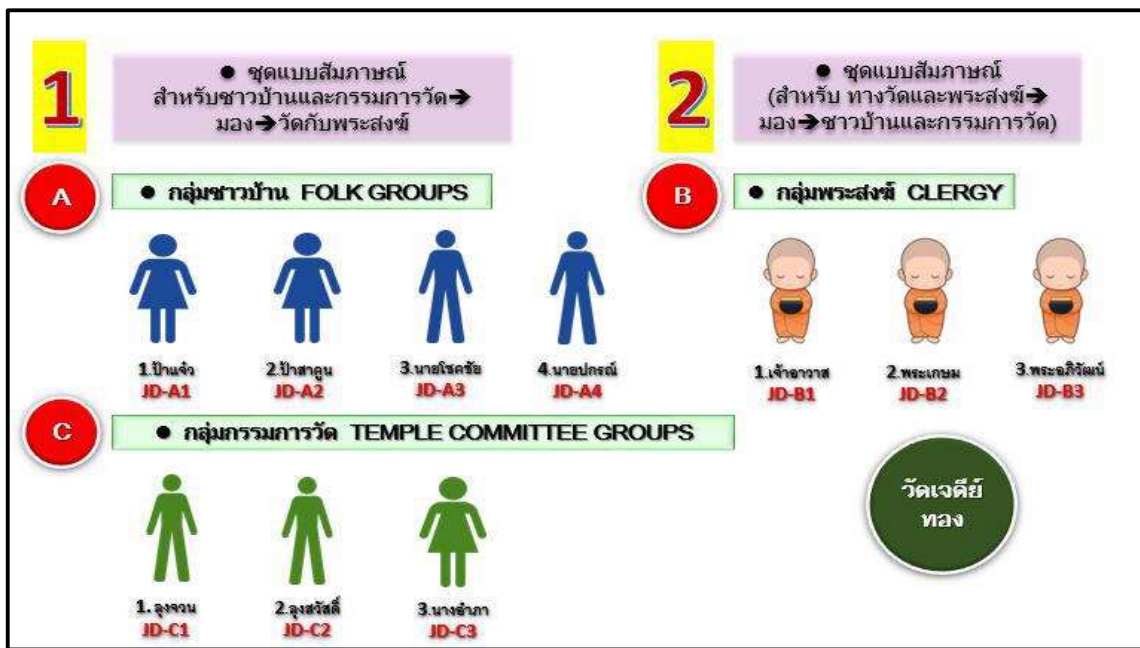 1
● ชุดแบบสัมภาษณ์
สำหรับชาวบ้านและกรรมการวัด➔
มอง➔วัดกับพระสงฆ์
2
● ชุดแบบสัมภาษณ์
(สำหรับ ทางวัดและพระสงฆ์➔
มอง➔ชาวบ้านและกรรมการวัด)
A
● กลุ่มชาวบ้าน FOLK GROUPS
1.ป้าแจ๋ว
JD-A1
2.ป้าสาคูน
JD-A2
3.นายโชคชัย
JD-A3
4.นายปกรณ์
JD-A4
B
● กลุ่มพระสงฆ์ CLERGY
1.เจ้าอาวาส
JD-B1
2.พระเกษม
JD-B2
3.พระอภิวัฒน์
JD-B3
C
● กลุ่มกรรมการวัด TEMPLE COMMITTEE GROUPS
1.ลุงจวน
JD-C1
2.ลุงสวัสดิ์
JD-C2
3.นางอำภา
JD-C3
วัดเจดีย์
ทอง